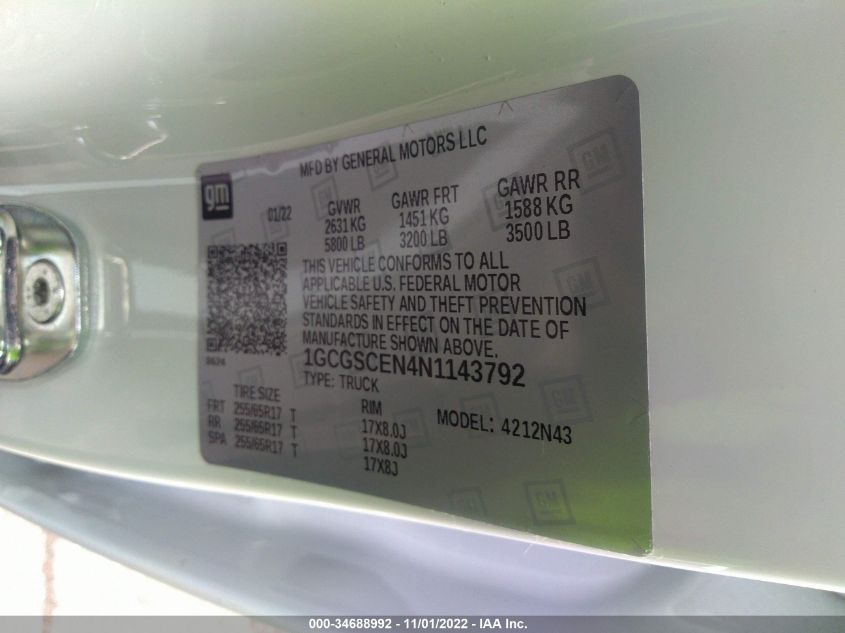 MFD BY GENERAL MOTORS LLC
gm
01/22
GVWR GAWR FRT GAWR RR
2631 KG 1451 KG 1588 KG
5800 LB 3200 LB 3500 LB
THIS VEHICLE CONFORMS TO ALL
APPLICABLE U.S. FEDERAL MOTOR
VEHICLE SAFETY AND THEFT PREVENTION
STANDARDS IN EFFECT ON THE DATE OF
MANUFACTURE SHOWN ABOVE.
1GCGSCEN4N1143792
TYPE: TRUCK
TIRE SIZE RIM
FRT 255/65R17 T 17X8.0J
RR 255/65R17 T 17X8.0J
SPA 255/65R17 T 17X8J
MODEL: 4212N43
000-34688992 - 11/01/2022 - IAA Inc.